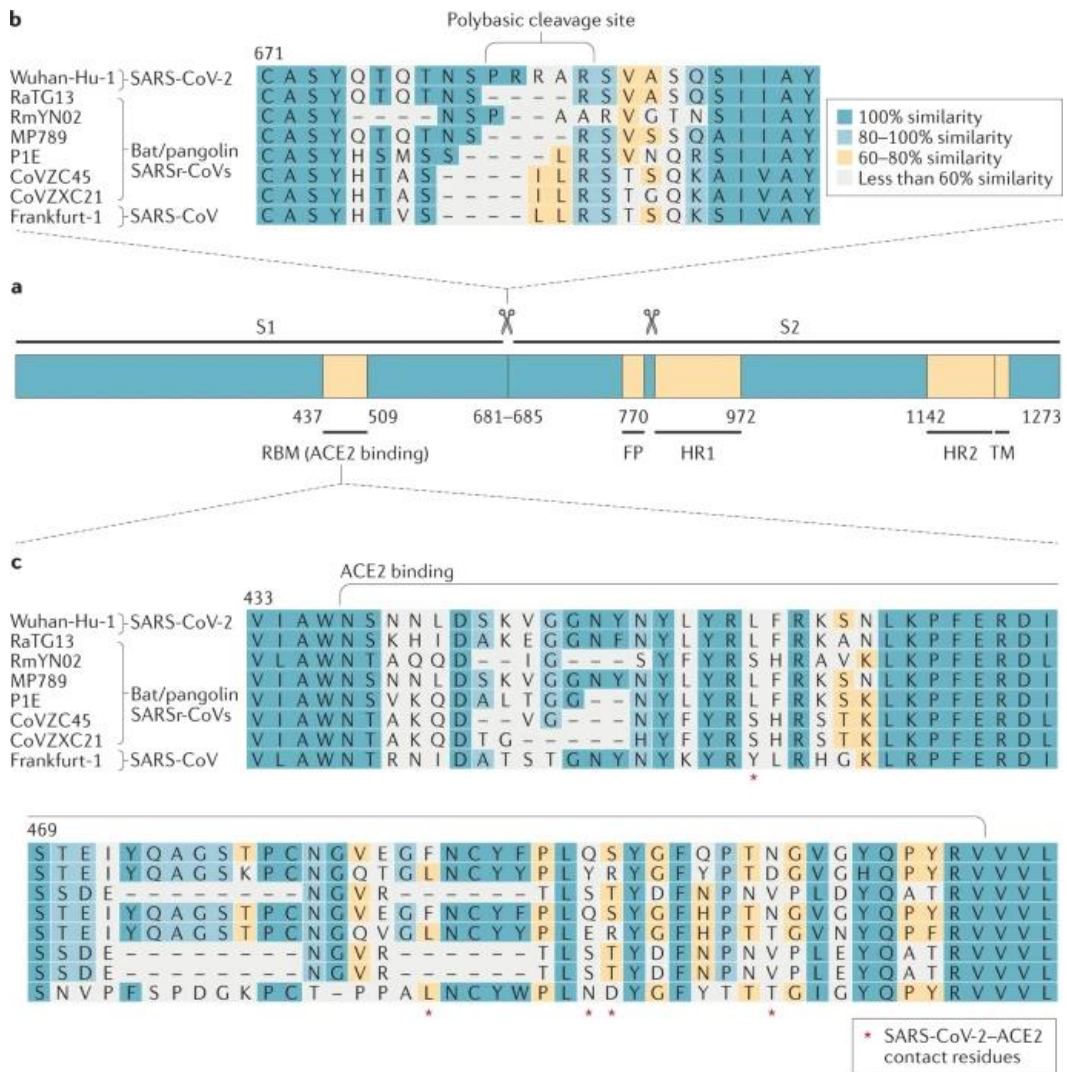 b
Polybasic cleavage site
671
Wuhan-Hu-1 SARS-CoV-2 C A S Y Q T Q T N S P R R A R S V A S Q S I I A Y
RaTG13 C A S Y Q T Q T N S – – – – R S V A S Q S I I A Y
RmYN02 C A S Y – – – – N S P – – A A R V G T N S I I A Y
MP789 C A S Y Q T Q T N S – – – – R S V S S Q S I I A Y
P1E C A S Y H S M S S – – – – L R S V N Q R S I I A Y
CoVZC45 C A S Y H T A S – – – – I L R S T S Q K A I V A Y
CoVZXC21 C A S Y H T A S – – – – I L R S T G Q K A I V A Y
Frankfurt-1 SARS-CoV C A S Y H T V S – – – – L L R S T S Q K S I V A Y
Bat/pangolin
SARSr-CoVs
100% similarity
80–100% similarity
60–80% similarity
Less than 60% similarity
a
S1 S2
437 509 681–685 770 972 1142 1273
RBM (ACE2 binding) FP HR1 HR2 TM
c
ACE2 binding
433
Wuhan-Hu-1 SARS-CoV-2 V I A W N S N N L D S K V G G N Y N Y L Y R L F R K S N L K P F E R D I
RaTG13 V I A W N S K H I D A K E G G N F N Y L Y R L F R K A N L K P F E R D I
RmYN02 V L A W N T A Q Q D – – I G – – – S Y F Y R S H R A V K L K P F E R D L
MP789 V I A W N S N N L D S K V G G N Y N Y L Y R L F R K S N L K P F E R D I
P1E V I A W N S V K Q D A L T G G – – N Y L Y R L F R K S K L K P F E R D I
CoVZC45 V I A W N T A K Q D – – V G – – – N Y F Y R S H R S T K L K P F E R D L
CoVZXC21 V I A W N T A K Q D T G – – – – – H Y F Y R S H R S T K L K P F E R D L
Frankfurt-1 SARS-CoV V L A W N T R N I D A T S T G N Y N Y K Y R Y L R H G K L R P F E R D I
Bat/pangolin
SARSr-CoVs
*
469
S T E I Y Q A G S T P C N G V E G F N C Y F P L Q S Y G F Q P T N G V G Y Q P Y R V V V L
S T E I Y Q A G S K P C N G Q T G L N C Y Y P L Y R Y G F Y P T D G V G H Q P Y R V V V L
S S D E – – – – – – – – N G V R – – – – – – T L S T Y D F N P N V P L D Y Q A T R V V V L
S T E I Y Q A G S T P C N G V E G F N C Y F P L Q S Y G F H P T N G V G Y Q P Y R V V V L
S T E I Y Q A G S T P C N G Q V G L N C Y Y P L E R Y G F H P T T G V N Y Q P F R V V V L
S S D E – – – – – – – – N G V R – – – – – – T L S T Y D F N P N V P L E Y Q A T R V V V L
S S D E – – – – – – – – N G V R – – – – – – T L S T Y D F N P N V P L E Y Q A T R V V V L
S N V P F S P D G K P C T – P P A L N C Y W P L N D Y G F Y T T T G I G Y Q P Y R V V V L
* * * *
* SARS-CoV-2–ACE2
contact residues